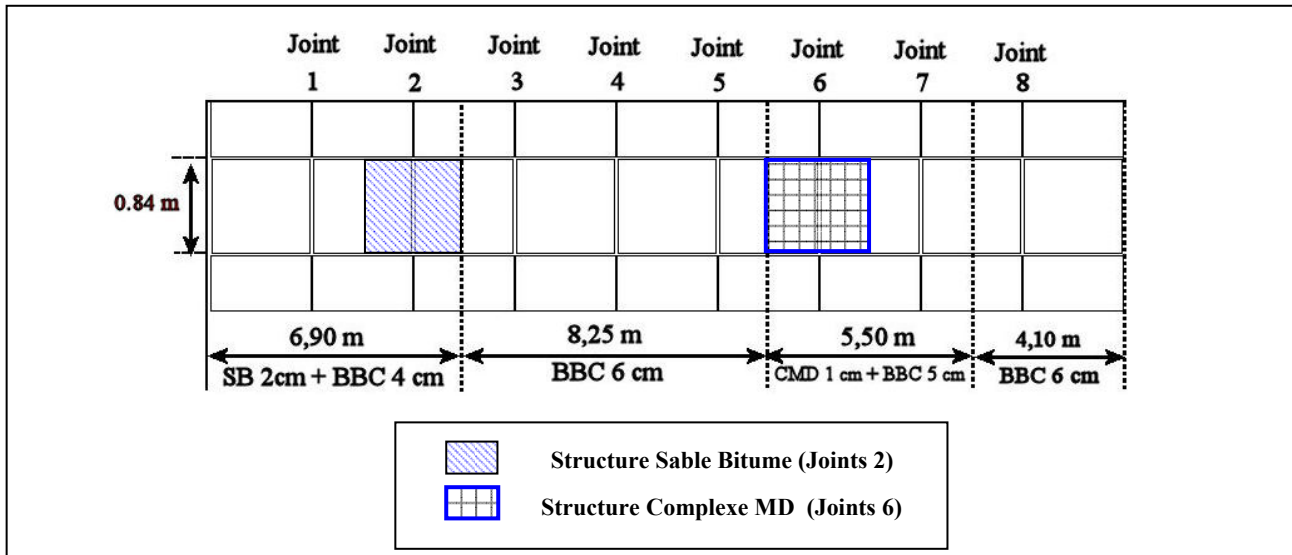 Joint Joint Joint Joint Joint Joint Joint Joint
1 2 3 4 5 6 7 8
0.84 m
6,90 m 8,25 m 5,50 m 4,10 m
SB 2cm + BBC 4 cm BBC 6 cm CMD 1 cm + BBC 5 cm BBC 6 cm
Structure Sable Bitume (Joints 2)
Structure Complexe MD (Joints 6)